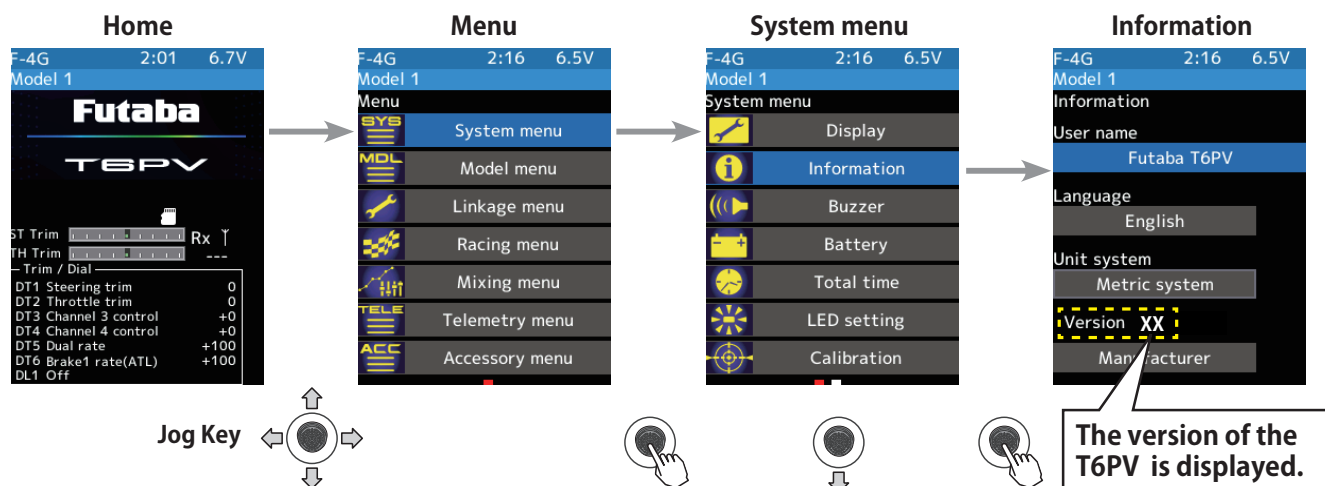 Home
F-4G 2:01 6.7V
Model 1
Futaba
T6PV
ST Trim
Rx
TH Trim
---
Trim / Dial
DT1 Steering trim 0
DT2 Throttle trim 0
DT3 Channel 3 control +0
DT4 Channel 4 control +0
DT5 Dual rate +100
DT6 Brake1 rate(ATL) +100
DL1 Off
Menu
F-4G 2:16 6.5V
Model 1
Menu
SYS System menu
MDL Model menu
Linkage menu
Racing menu
Mixing menu
TELE Telemetry menu
ACC Accessory menu
System menu
F-4G 2:16 6.5V
Model 1
System menu
Display
Information
Buzzer
Battery
Total time
LED setting
Calibration
Information
F-4G 2:16 6.5V
Model 1
Information
User name
Futaba T6PV
Language
English
Unit system
Metric system
Version XX
Manufacturer
Jog Key
The version of the
T6PV is displayed.